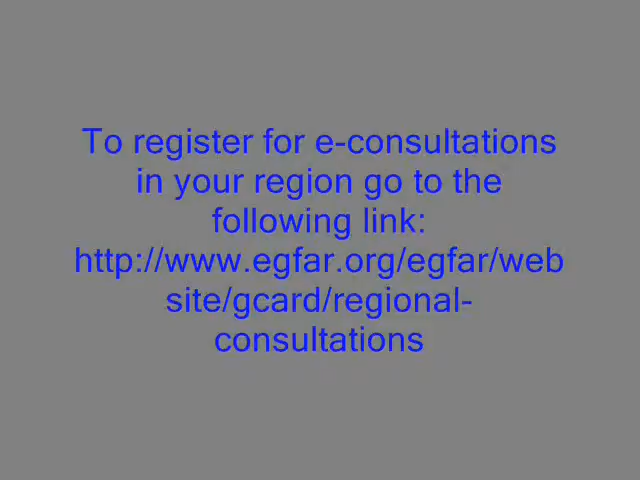 To register for e-consultations
in your region go to the
following link:
http://www.egfar.org/egfar/web
site/gcard/regional-
consultations